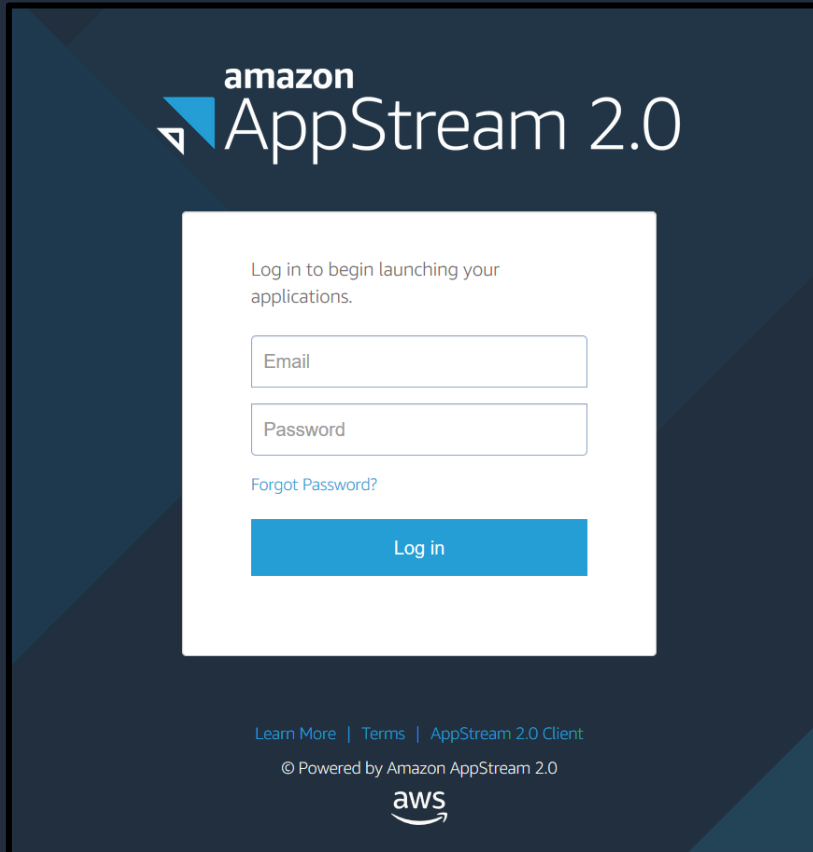 amazon
AppStream 2.0
Log in to begin launching your
applications.
Email
Password
Forgot Password?
Log in
Learn More | Terms | AppStream 2.0 Client
© Powered by Amazon AppStream 2.0
aws